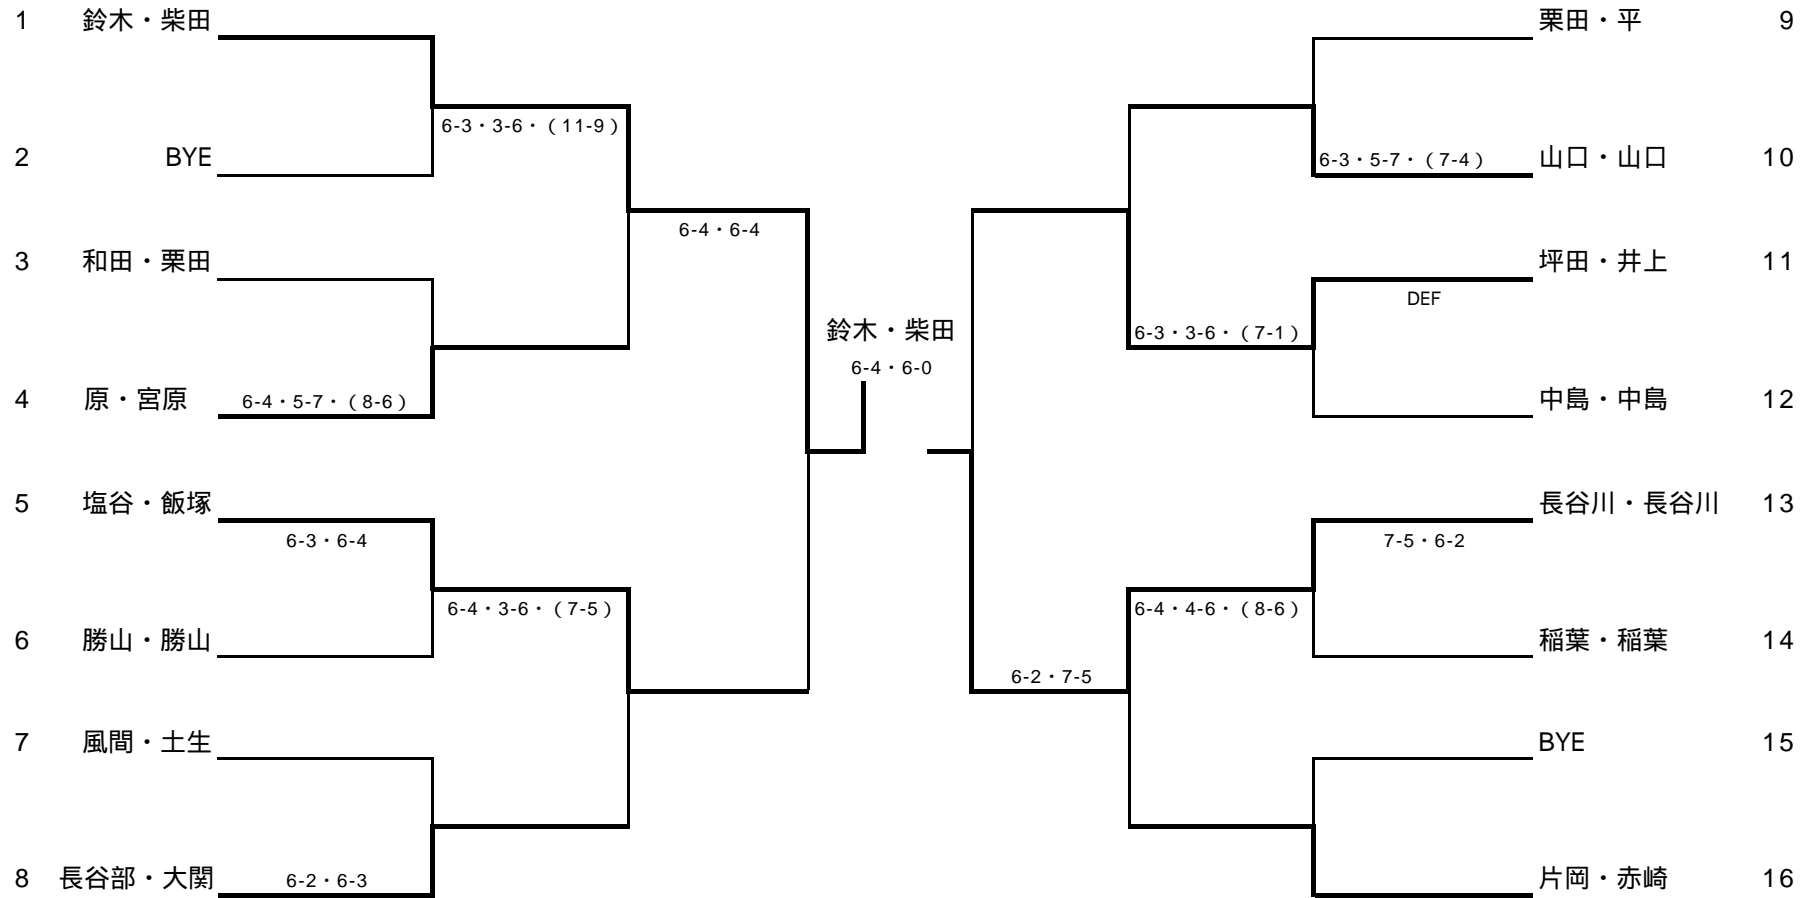 1 鈴木・柴田
6-3・3-6・(11-9)
2 BYE
6-4・6-4
3 和田・栗田
4 原・宮原 6-4・5-7・(8-6)
5 塩谷・飯塚
6-3・6-4
6-4・3-6・(7-5)
6 勝山・勝山
7 風間・土生
8 長谷部・大関 6-2・6-3
鈴木・柴田
6-4・6-0
栗田・平 9
6-3・5-7・(7-4) 山口・山口 10
坪田・井上 11
DEF
6-3・3-6・(7-1)
中島・中島 12
長谷川・長谷川 13
7-5・6-2
6-4・4-6・(8-6)
稲葉・稲葉 14
6-2・7-5
BYE 15
片岡・赤崎 16